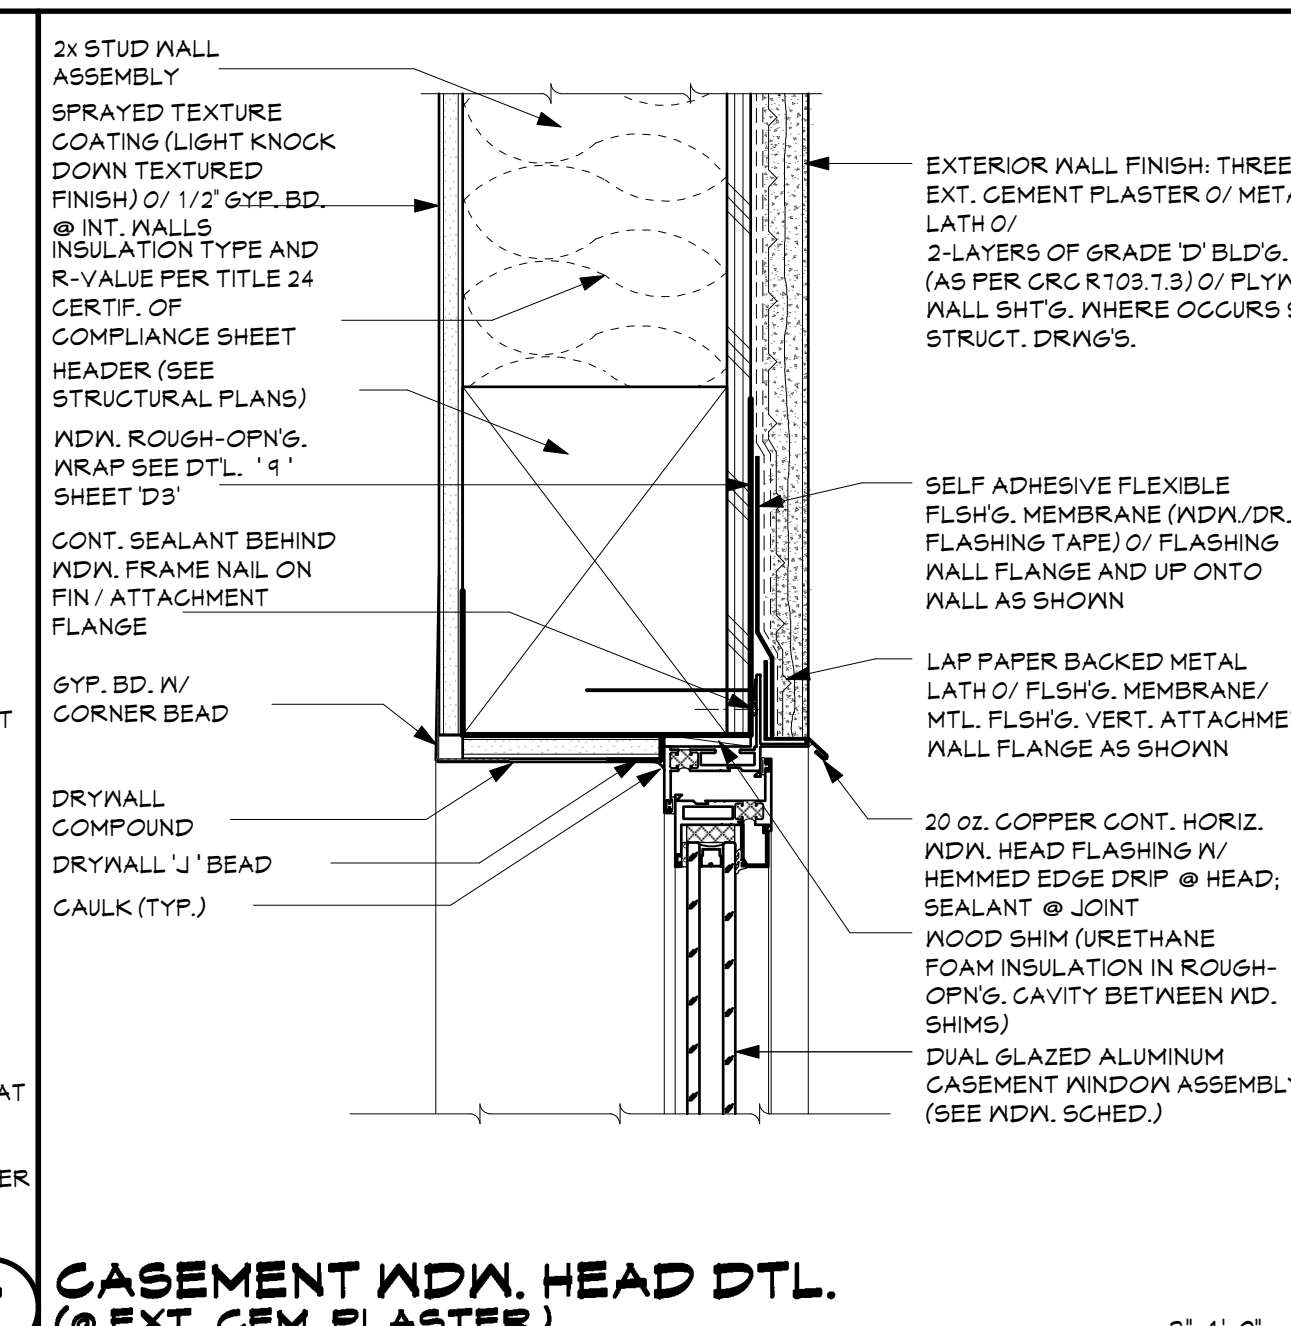 2x STUD WALL
ASSEMBLY
SPRAYED TEXTURE
COATING (LIGHT KNOCK
DOWN TEXTURED
FINISH) O/ 1/2" GYP. BD.
@ INT. WALLS
INSULATION TYPE AND
R-VALUE PER TITLE 24
CERTIF. OF
COMPLIANCE SHEET
HEADER (SEE
STRUCTURAL PLANS)
WDW. ROUGH-OPN'G.
WRAP SEE DT'L. '9'
SHEET 'D3'
CONT. SEALANT BEHIND
WDW. FRAME NAIL ON
FIN / ATTACHMENT
FLANGE
GYP. BD. W/
CORNER BEAD
DRYWALL
COMPOUND
DRYWALL 'J' BEAD
CAULK (TYP.)
EXTERIOR WALL FINISH: THREE
EXT. CEMENT PLASTER O/
LATH O/
2-LAYERS OF GRADE 'D' BLD'G.
(AS PER CRC R703.7.3) O/
WALL SHT'G. WHERE OCCURS
STRUCT. DRWG'S.
SELF ADHESIVE FLEXIBLE
FLSH'G. MEMBRANE (WDW./DR.
FLASHING TAPE) O/ FLASHING
WALL FLANGE AND UP ONTO
WALL AS SHOWN
LAP PAPER BACKED METAL
LATH O/ FLSH'G. MEMBRANE/
MTL. FLSH'G. VERT.
WALL FLANGE AS SHOWN
20 OZ. COPPER CONT. HORIZ.
WDW. HEAD FLASHING W/
HEMMED EDGE DRIP @ HEAD;
SEALANT @ JOINT
WOOD SHIM (URETHANE
FOAM INSULATION IN ROUGH-
OPN'G. CAVITY BETWEEN WD.
SHIMS)
DUAL GLAZED ALUMINUM
CASEMENT WINDOW ASSEMBLY
(SEE WDW. SCHED.)
CASEMENT WDW. HEAD DTL.
(@ EXT. CEM. PLASTER)